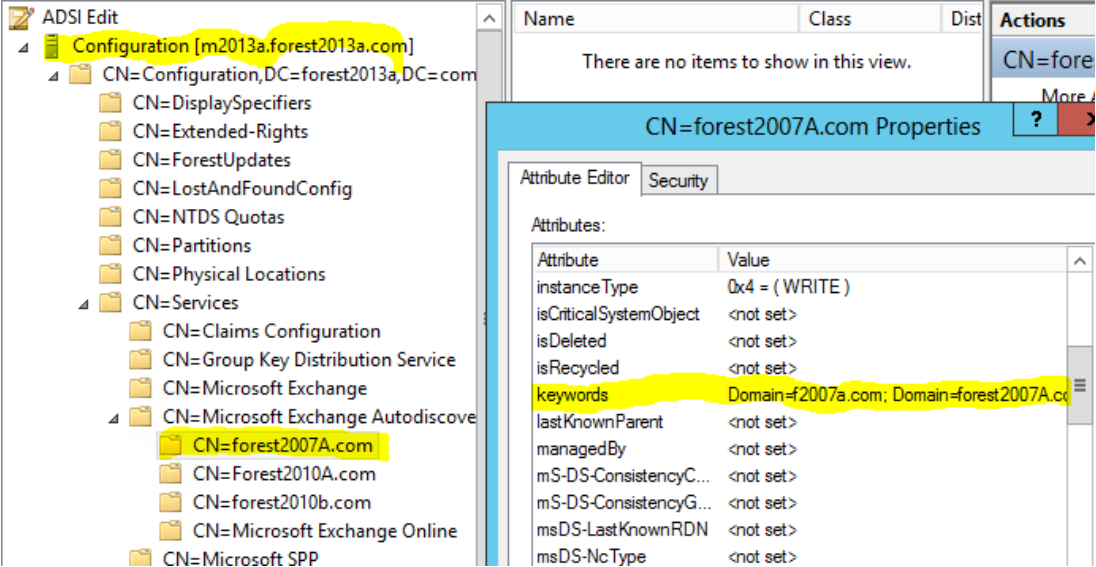 ADSI Edit
Configuration [m2013a.forest2013a.com]
CN=Configuration,DC=forest2013a,DC=com
CN=DisplaySpecifiers
CN=Extended-Rights
CN=ForestUpdates
CN=LostAndFoundConfig
CN=NTDS Quotas
CN=Partitions
CN=Physical Locations
CN=Services
CN=Claims Configuration
CN=Group Key Distribution Service
CN=Microsoft Exchange
CN=Microsoft Exchange Autodiscove
CN=forest2007A.com
CN=Forest2010A.com
CN=forest2010b.com
CN=Microsoft Exchange Online
CN=Microsoft SPP
Name Class Dist
There are no items to show in this view.
Actions
CN=fore
More A
CN=forest2007A.com Properties ? x
Attribute Editor Security
Attributes:
Attribute Value
instanceType 0x4 = ( WRITE )
isCriticalSystemObject <not set>
isDeleted <not set>
isRecycled <not set>
keywords Domain=f2007a.com; Domain=forest2007A.co
lastKnownParent <not set>
managedBy <not set>
mS-DS-ConsistencyC... <not set>
mS-DS-ConsistencyG... <not set>
msDS-LastKnownRDN <not set>
msDS-NcType <not set>